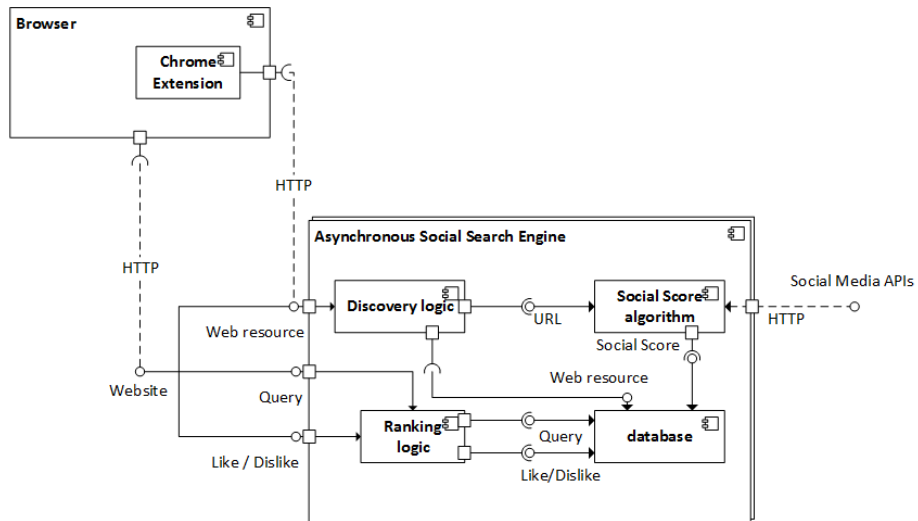 Browser
Chrome
Extension
HTTP
HTTP
Asynchronous Social Search Engine
Social Media APIs
Discovery logic
Social Score
algorithm
URL
HTTP
Web resource
Social Score
Web resource
Website
Query
Ranking
logic
Query
database
Like / Dislike
Like/Dislike